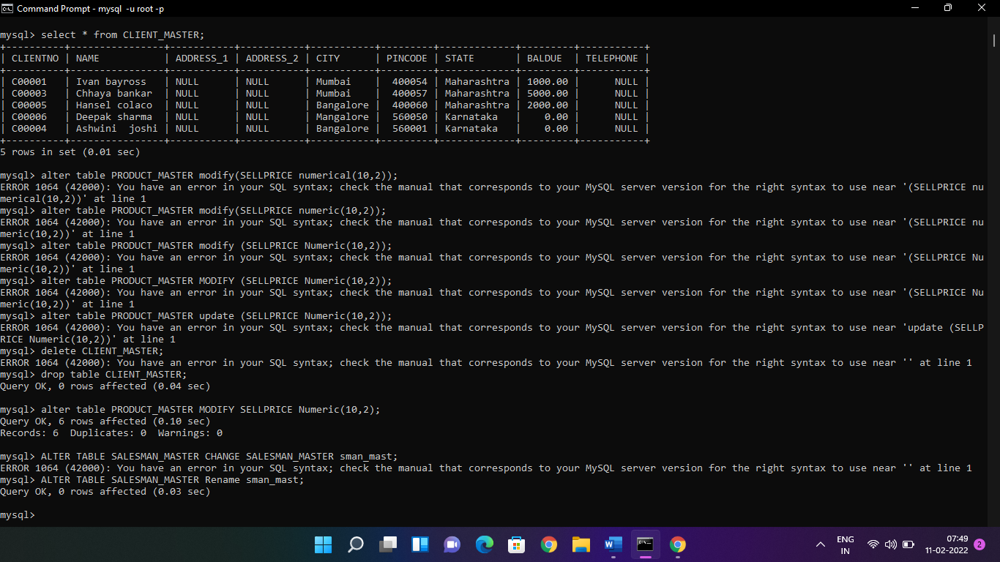 Command Prompt - mysql -u root -p
mysql> select * from CLIENT_MASTER;
+----------+----------------+-----------+-----------+-----------+---------+-------------+---------+-----------+
| CLIENTNO | NAME           | ADDRESS_1 | ADDRESS_2 | CITY      | PINCODE | STATE       | BALDUE  | TELEPHONE |
+----------+----------------+-----------+-----------+-----------+---------+-------------+---------+-----------+
| C00001   | Ivan bayross   | NULL      | NULL      | Mumbai    |  400054 | Maharashtra | 1000.00 |      NULL |
| C00003   | Chhaya bankar  | NULL      | NULL      | Mumbai    |  400057 | Maharashtra | 5000.00 |      NULL |
| C00005   | Hansel colaco  | NULL      | NULL      | Bangalore |  400060 | Maharashtra | 2000.00 |      NULL |
| C00006   | Deepak sharma  | NULL      | NULL      | Mangalore |  560050 | Karnataka   |    0.00 |      NULL |
| C00004   | Ashwini  joshi | NULL      | NULL      | Bangalore |  560001 | Karnataka   |    0.00 |      NULL |
+----------+----------------+-----------+-----------+-----------+---------+-------------+---------+-----------+
5 rows in set (0.01 sec)
mysql> alter table PRODUCT_MASTER modify(SELLPRICE numerical(10,2));
ERROR 1064 (42000): You have an error in your SQL syntax; check the manual that corresponds to your MySQL server version for the right syntax to use near '(SELLPRICE nu
merical(10,2))' at line 1
mysql> alter table PRODUCT_MASTER modify(SELLPRICE numeric(10,2));
ERROR 1064 (42000): You have an error in your SQL syntax; check the manual that corresponds to your MySQL server version for the right syntax to use near '(SELLPRICE nu
meric(10,2))' at line 1
mysql> alter table PRODUCT_MASTER modify (SELLPRICE Numeric(10,2));
ERROR 1064 (42000): You have an error in your SQL syntax; check the manual that corresponds to your MySQL server version for the right syntax to use near '(SELLPRICE Nu
meric(10,2))' at line 1
mysql> alter table PRODUCT_MASTER MODIFY (SELLPRICE Numeric(10,2));
ERROR 1064 (42000): You have an error in your SQL syntax; check the manual that corresponds to your MySQL server version for the right syntax to use near '(SELLPRICE Nu
meric(10,2))' at line 1
mysql> alter table PRODUCT_MASTER update (SELLPRICE Numeric(10,2));
ERROR 1064 (42000): You have an error in your SQL syntax; check the manual that corresponds to your MySQL server version for the right syntax to use near 'update (SELLP
RICE Numeric(10,2))' at line 1
mysql> delete CLIENT_MASTER;
ERROR 1064 (42000): You have an error in your SQL syntax; check the manual that corresponds to your MySQL server version for the right syntax to use near '' at line 1
mysql> drop table CLIENT_MASTER;
Query OK, 0 rows affected (0.04 sec)
mysql> alter table PRODUCT_MASTER MODIFY SELLPRICE Numeric(10,2);
Query OK, 6 rows affected (0.10 sec)
Records: 6  Duplicates: 0  Warnings: 0
mysql> ALTER TABLE SALESMAN_MASTER CHANGE SALESMAN_MASTER sman_mast;
ERROR 1064 (42000): You have an error in your SQL syntax; check the manual that corresponds to your MySQL server version for the right syntax to use near '' at line 1
mysql> ALTER TABLE SALESMAN_MASTER Rename sman_mast;
Query OK, 0 rows affected (0.03 sec)
mysql>
ENG
IN
07:49
11-02-2022
2